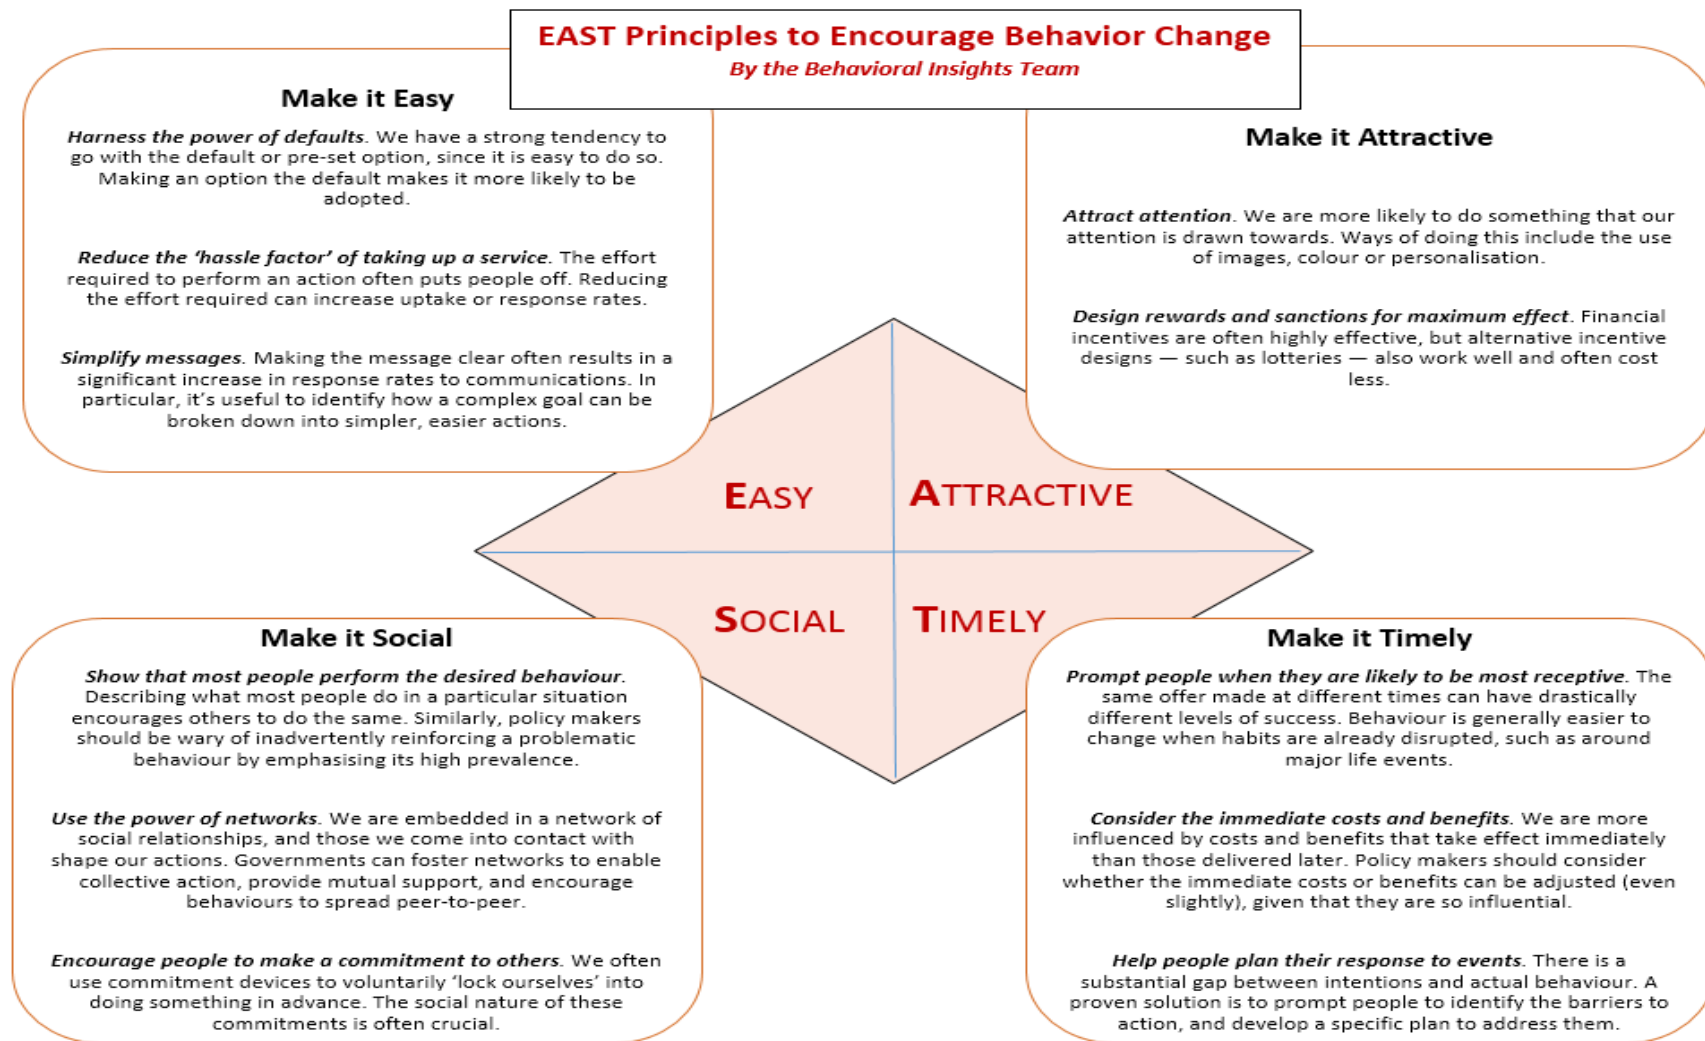 EAST Principles to Encourage Behavior Change
By the Behavioral Insights Team
Make it Easy
Harness the power of defaults. We have a strong tendency to
go with the default or pre-set option, since it is easy to do so.
Making an option the default makes it more likely to be
adopted.
Reduce the ‘hassle factor’ of taking up a service. The effort
required to perform an action often puts people off. Reducing
the effort required can increase uptake or response rates.
Simplify messages. Making the message clear often results in a
significant increase in response rates to communications. In
particular, it’s useful to identify how a complex goal can be
broken down into simpler, easier actions.
Make it Attractive
Attract attention. We are more likely to do something that our
attention is drawn towards. Ways of doing this include the use
of images, colour or personalisation.
Design rewards and sanctions for maximum effect. Financial
incentives are often highly effective, but alternative incentive
designs — such as lotteries — also work well and often cost
less.
EASY
ATTRACTIVE
SOCIAL
TIMELY
Make it Social
Show that most people perform the desired behaviour.
Describing what most people do in a particular situation
encourages others to do the same. Similarly, policy makers
should be wary of inadvertently reinforcing a problematic
behaviour by emphasising its high prevalence.
Use the power of networks. We are embedded in a network of
social relationships, and those we come into contact with
shape our actions. Governments can foster networks to enable
collective action, provide mutual support, and encourage
behaviours to spread peer-to-peer.
Encourage people to make a commitment to others. We often
use commitment devices to voluntarily ‘lock ourselves’ into
doing something in advance. The social nature of these
commitments is often crucial.
Make it Timely
Prompt people when they are likely to be most receptive. The
same offer made at different times can have drastically
different levels of success. Behaviour is generally easier to
change when habits are already disrupted, such as around
major life events.
Consider the immediate costs and benefits. We are more
influenced by costs and benefits that take effect immediately
than those delivered later. Policy makers should consider
whether the immediate costs or benefits can be adjusted (even
slightly), given that they are so influential.
Help people plan their response to events. There is a
substantial gap between intentions and actual behaviour. A
proven solution is to prompt people to identify the barriers to
action, and develop a specific plan to address them.